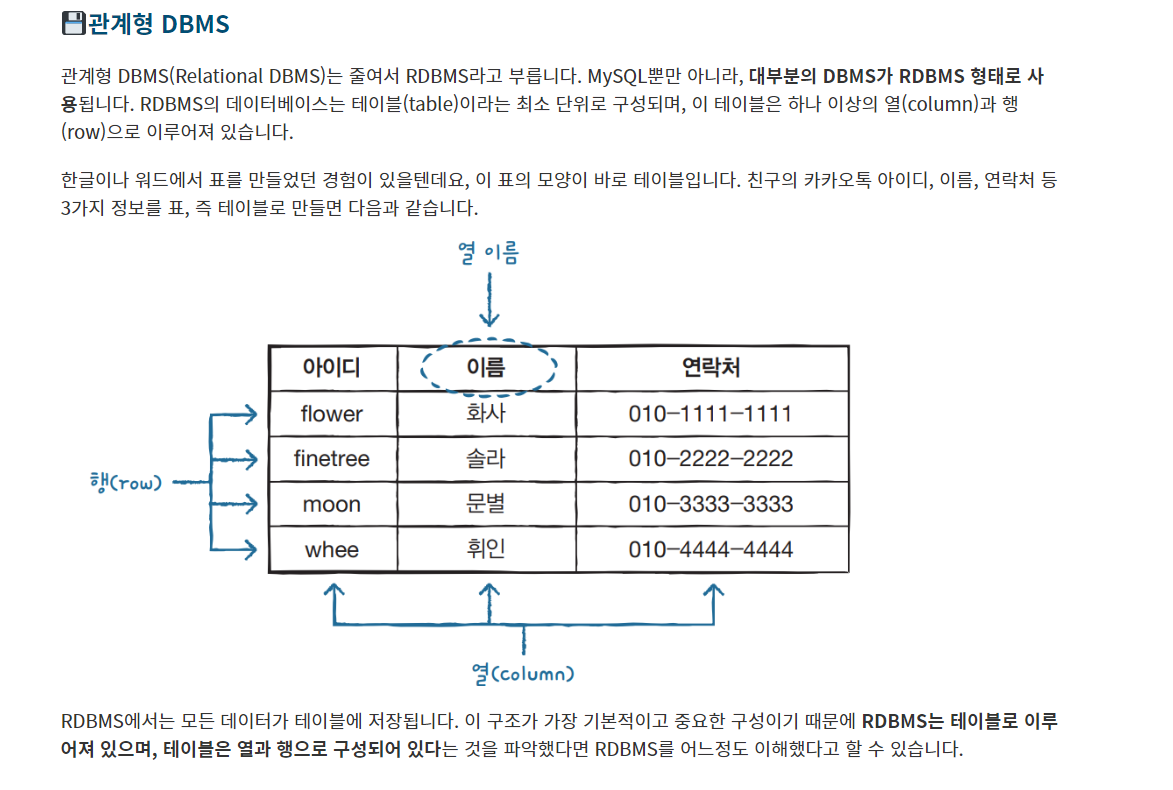 💾관계형 DBMS
관계형 DBMS(Relational DBMS)는 줄여서 RDBMS라고 부릅니다. MySQL뿐만 아니라, 대부분의 DBMS가 RDBMS 형태로 사
용됩니다. RDBMS의 데이터베이스는 테이블(table)이라는 최소 단위로 구성되며, 이 테이블은 하나 이상의 열(column)과 행
(row)으로 이루어져 있습니다.
한글이나 워드에서 표를 만들었던 경험이 있을텐데요, 이 표의 모양이 바로 테이블입니다. 친구의 카카오톡 아이디, 이름, 연락처 등
3가지 정보를 표, 즉 테이블로 만들면 다음과 같습니다.
열 이름
아이디 이름 연락처
flower 화사 010-1111-1111
finetree 솔라 010-2222-2222
행(row)
moon 문별 010-3333-3333
whee 휘인 010-4444-4444
열(column)
RDBMS에서는 모든 데이터가 테이블에 저장됩니다. 이 구조가 가장 기본적이고 중요한 구성이기 때문에 RDBMS는 테이블로 이루
어져 있으며, 테이블은 열과 행으로 구성되어 있다는 것을 파악했다면 RDBMS를 어느정도 이해했다고 할 수 있습니다.